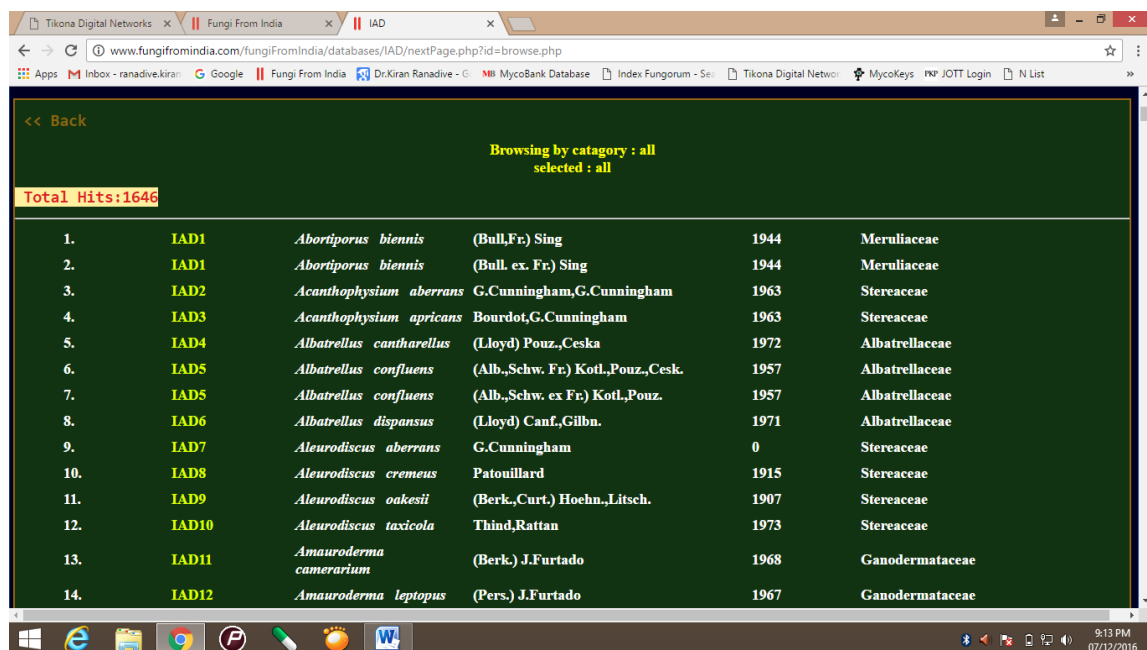 Tikona Digital Networks Fungi From India IAD
www.fungifromindia.com/fungiFromIndia/databases/IAD/nextPage.php?id=browse.php
Apps Inbox - ranadive.kiran Google Fungi From India Dr.Kiran Ranadive - G MB MycoBank Database Index Fungorum - Sea Tikona Digital Networ MycoKeys PKP JOTT Login N List »
<< Back
Browsing by catagory : all
selected : all
Total Hits:1646
1. IAD1 Abortiporus biennis (Bull,Fr.) Sing 1944 Meruliaceae
2. IAD1 Abortiporus biennis (Bull. ex. Fr.) Sing 1944 Meruliaceae
3. IAD2 Acanthophysium aberrans G.Cunningham,G.Cunningham 1963 Stereaceae
4. IAD3 Acanthophysium apricans Bourdot,G.Cunningham 1963 Stereaceae
5. IAD4 Albatrellus cantharellus (Lloyd) Pouz.,Ceska 1972 Albatrellaceae
6. IAD5 Albatrellus confluens (Alb.,Schw. Fr.) Kotl.,Pouz.,Cesk. 1957 Albatrellaceae
7. IAD5 Albatrellus confluens (Alb.,Schw. ex Fr.) Kotl.,Pouz. 1957 Albatrellaceae
8. IAD6 Albatrellus dispansus (Lloyd) Canf.,Gilbn. 1971 Albatrellaceae
9. IAD7 Aleurodiscus aberrans G.Cunningham 0 Stereaceae
10. IAD8 Aleurodiscus cremeus Patouillard 1915 Stereaceae
11. IAD9 Aleurodiscus oakesii (Berk.,Curt.) Hoehn.,Litsch. 1907 Stereaceae
12. IAD10 Aleurodiscus taxicola Thind,Rattan 1973 Stereaceae
13. IAD11 Amauroderma camerarium (Berk.) J.Furtado 1968 Ganodermataceae
14. IAD12 Amauroderma leptopus (Pers.) J.Furtado 1967 Ganodermataceae
9:13 PM
07/12/2016